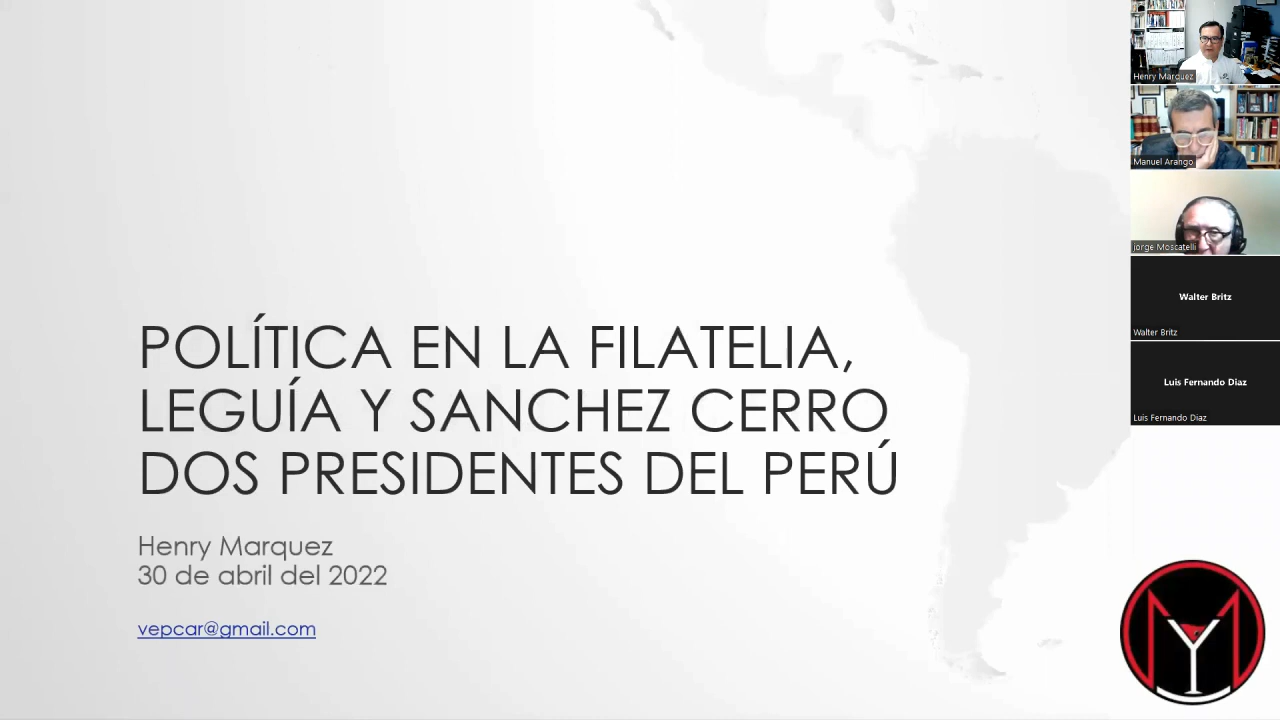 POLÍTICA EN LA FILATELIA,
LEGUÍA Y SANCHEZ CERRO
DOS PRESIDENTES DEL PERÚ
Henry Marquez
30 de abril del 2022
vepcar@gmail.com
Henry Marquez
Manuel Arango
jorge Moscatelli
Walter Britz
Walter Britz
Luis Fernando Diaz
Luis Fernando Diaz
MY